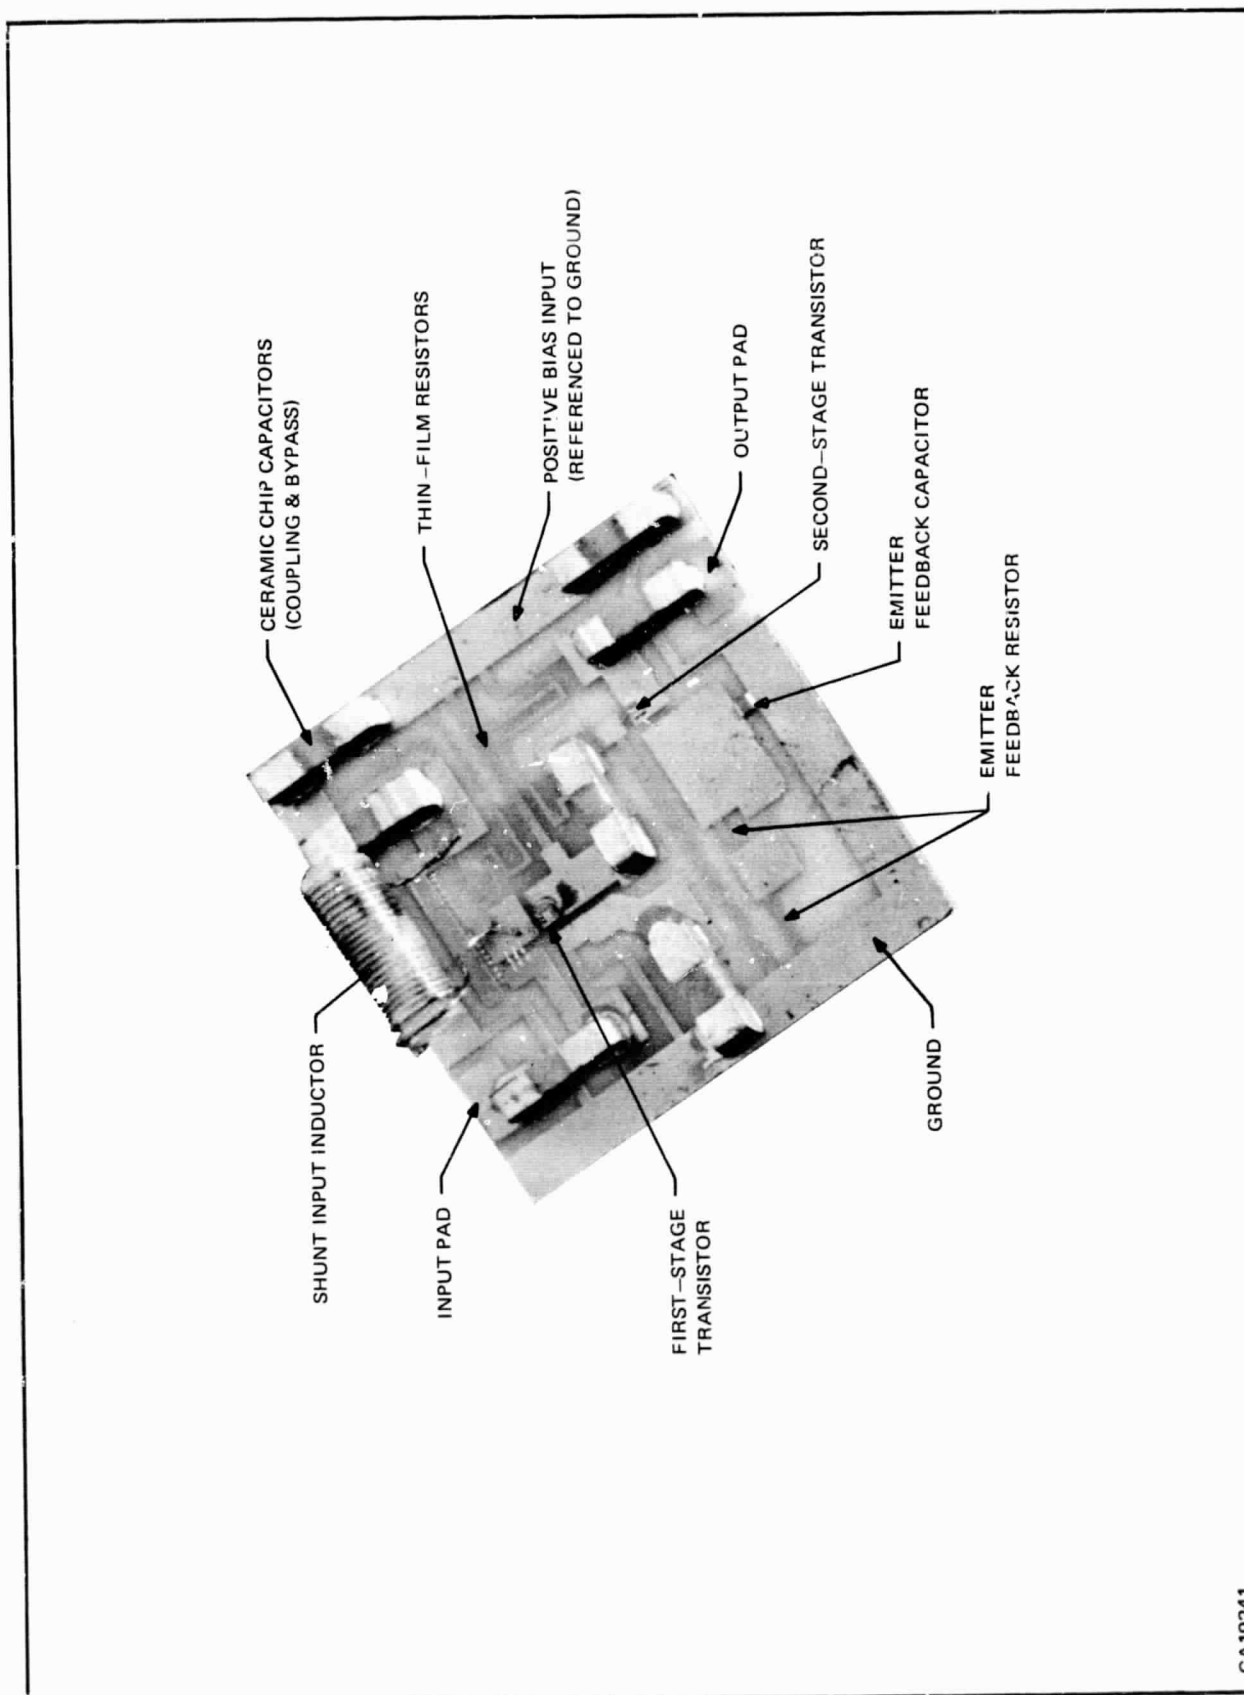 CERAMIC CHIP CAPACITORS
(COUPLING & BYPASS)
THIN-FILM RESISTORS
POSITIVE BIAS INPUT
(REFERENCED TO GROUND)
OUTPUT PAD
SECOND-STAGE TRANSISTOR
EMITTER
FEEDBACK CAPACITOR
EMITTER
FEEDBACK RESISTOR
SHUNT INPUT INDUCTOR
INPUT PAD
FIRST-STAGE
TRANSISTOR
GROUND